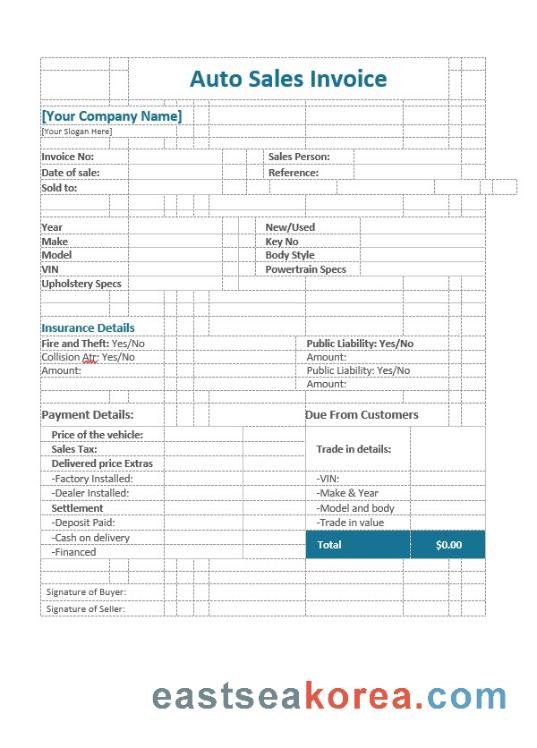 Auto Sales Invoice
[Your Company Name]
[Your Slogan Here]
Invoice No: Sales Person:
Date of sale: Reference:
Sold to:
Year New/Used
Make Key No
Model Body Style
VIN Powertrain Specs
Upholstery Specs
Insurance Details
Fire and Theft: Yes/No Public Liability: Yes/No
Collision Atr: Yes/No Amount:
Amount: Public Liability: Yes/No
Amount:
Payment Details: Due From Customers
Price of the vehicle:
Sales Tax: Trade in details:
Delivered price Extras
-Factory Installed: -VIN:
-Dealer Installed: -Make & Year
Settlement -Model and body
-Deposit Paid: -Trade in value
-Cash on delivery
Total $0.00
-Financed
Signature of Buyer:
Signature of Seller:
eastseakorea.com